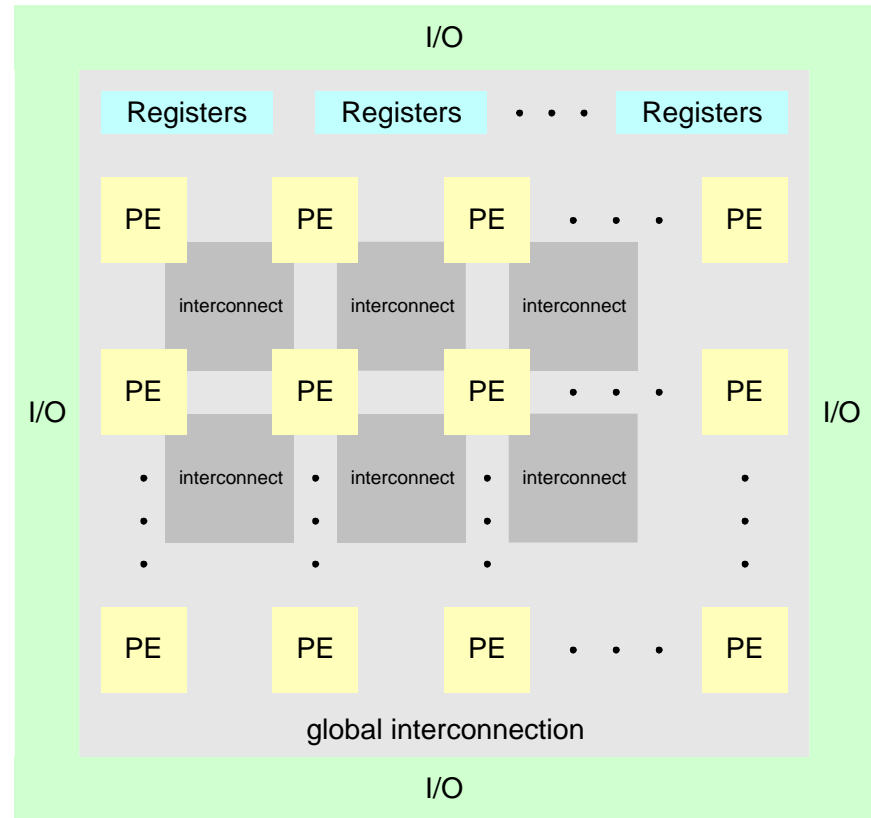 I/O
Registers Registers . . . Registers
PE PE PE . . . PE
interconnect interconnect interconnect
PE PE PE . . . PE
I/O I/O
interconnect interconnect interconnect
PE PE PE . . . PE
global interconnection
I/O